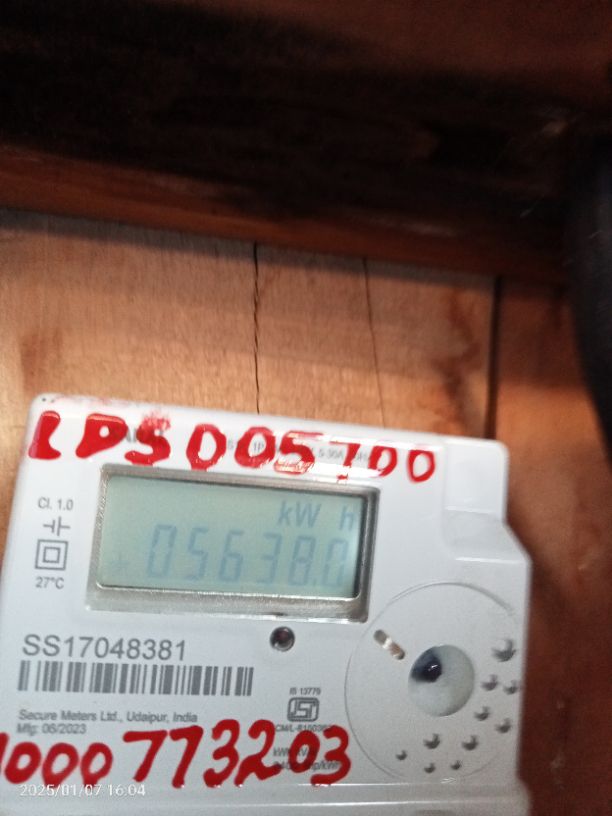 LDS005700
Cl. 1.0
27°C
kW h
05638.0
SS17048381
IS 13779
Secure Meters Ltd., Udaipur, India
Mfg: 06/2023
1000773203
2025/01/07 16:04